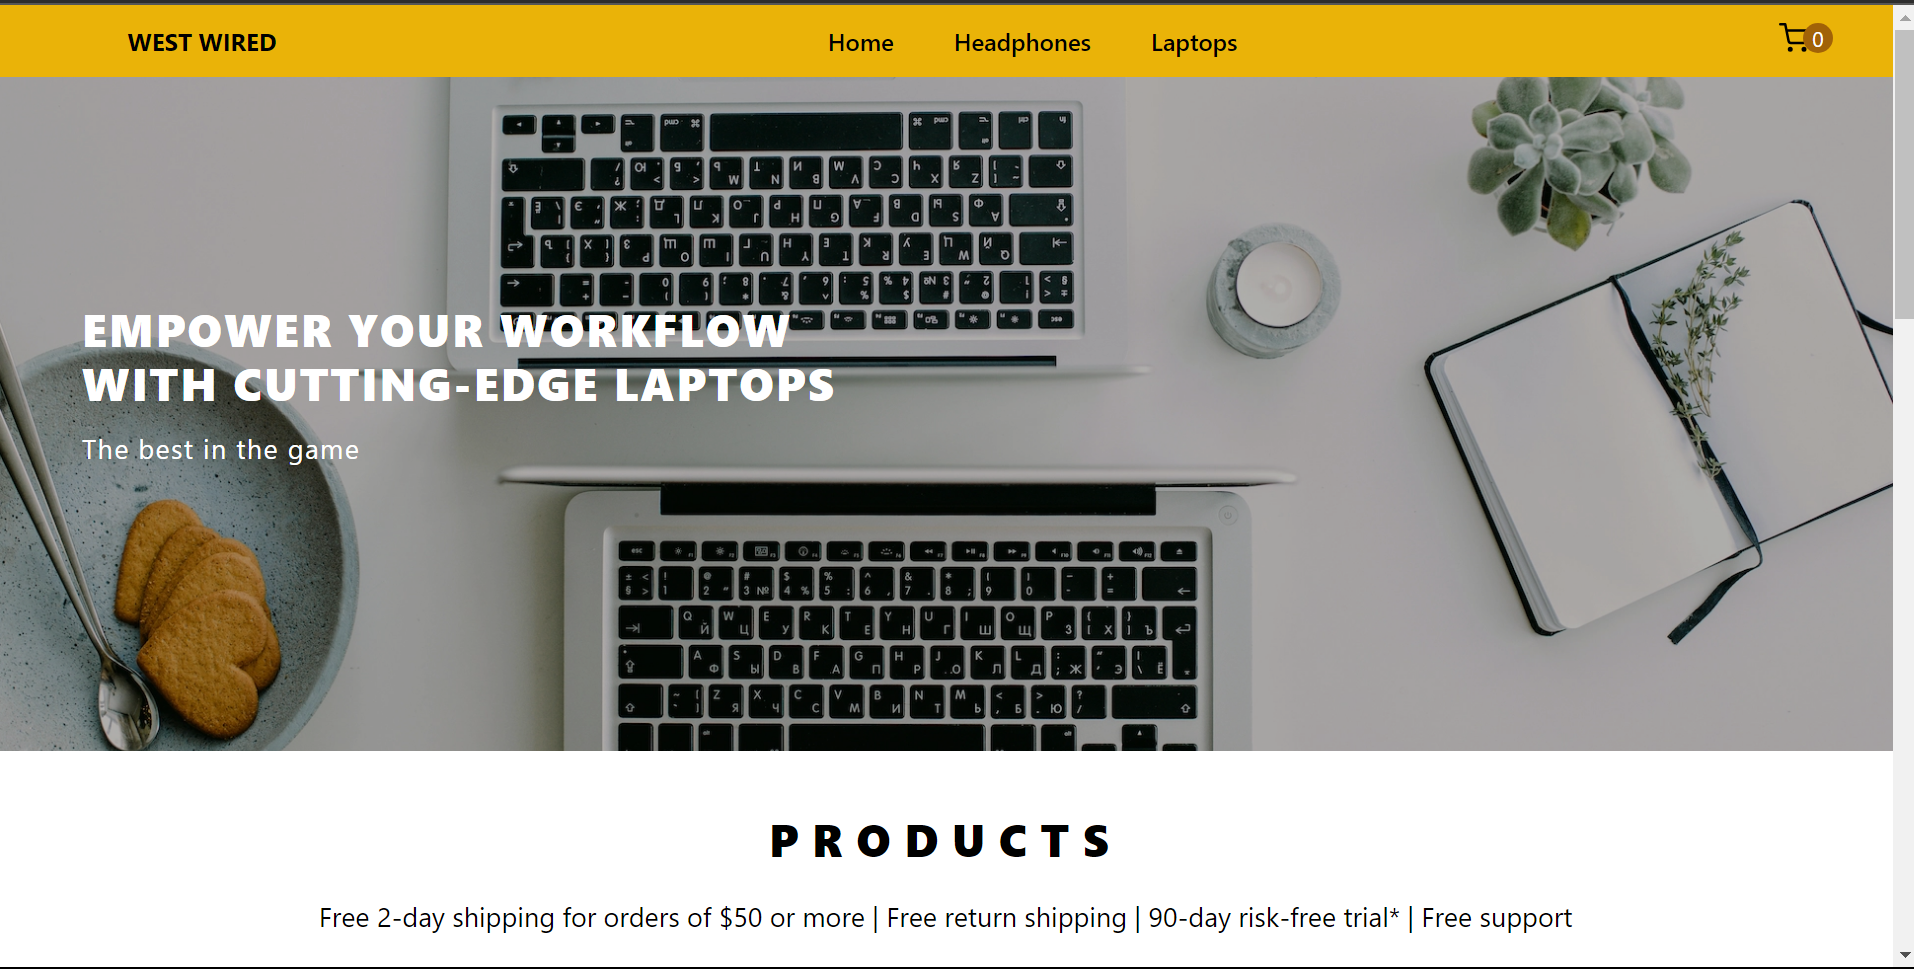 WEST WIRED
Home Headphones Laptops
0
EMPOWER YOUR WORKFLOW
WITH CUTTING-EDGE LAPTOPS
The best in the game
PRODUCTS
Free 2-day shipping for orders of $50 or more | Free return shipping | 90-day risk-free trial* | Free support